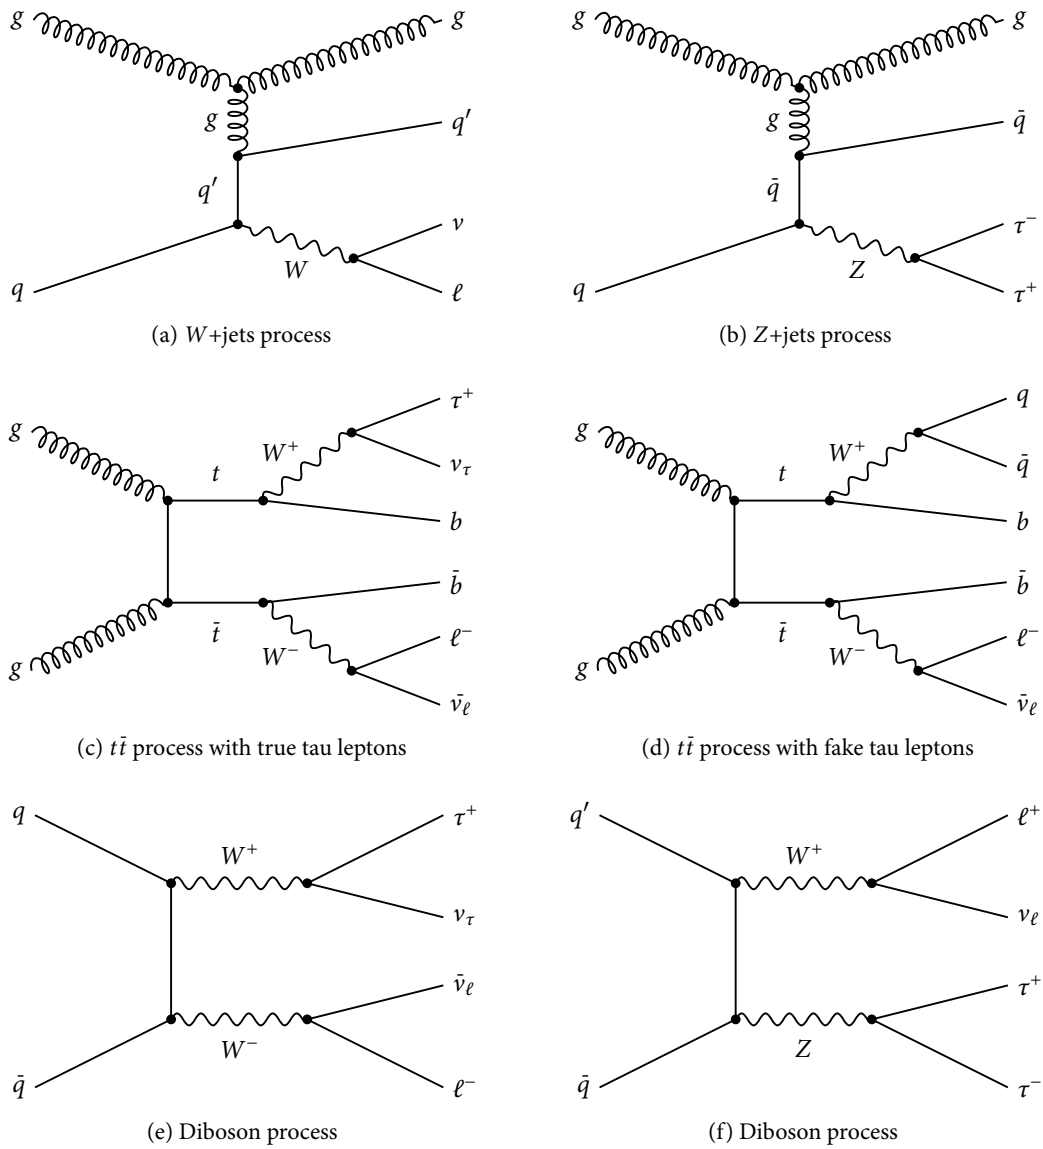 g g g g
g g
q′ q̄
q′ q̄
ν τ⁻
W Z
q ℓ q τ⁺
(a) W+jets process (b) Z+jets process
τ⁺ q
g W⁺ g W⁺
t ν_τ t q̄
b b
b̄ b̄
t̄ ℓ⁻ t̄ ℓ⁻
g W⁻ g W⁻
ν̄_ℓ ν̄_ℓ
(c) tt̄ process with true tau leptons (d) tt̄ process with fake tau leptons
q τ⁺ q′ ℓ⁺
W⁺ W⁺
ν_τ ν_ℓ
ν̄_ℓ τ⁺
W⁻ Z
q̄ ℓ⁻ q̄ τ⁻
(e) Diboson process (f) Diboson process